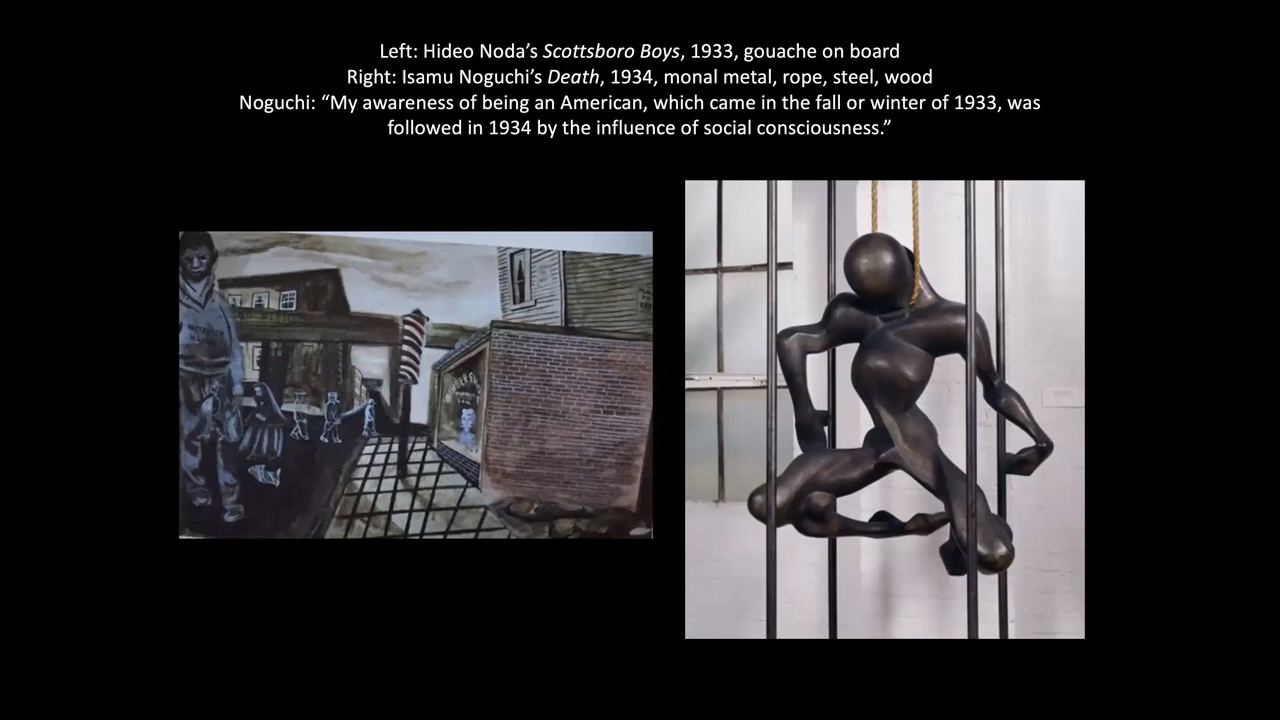 Left: Hideo Noda’s Scottsboro Boys, 1933, gouache on board
Right: Isamu Noguchi’s Death, 1934, monal metal, rope, steel, wood
Noguchi: “My awareness of being an American, which came in the fall or winter of 1933, was
followed in 1934 by the influence of social consciousness.”